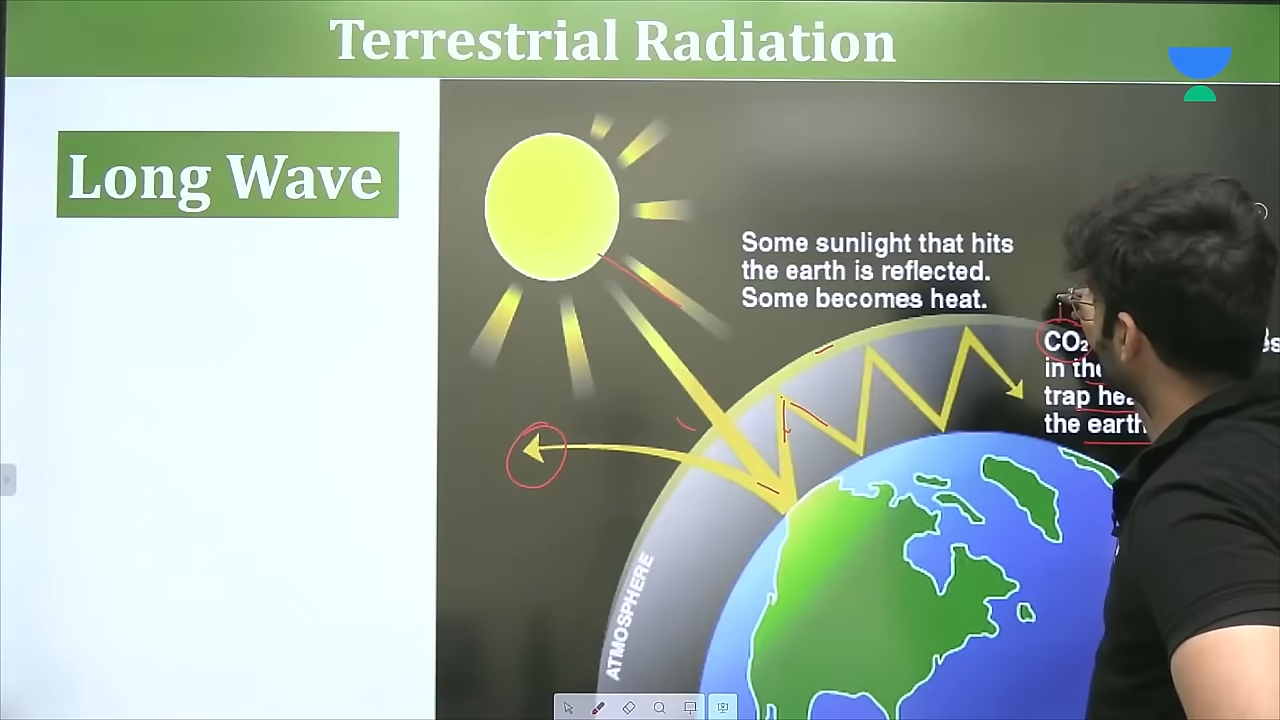 Terrestrial Radiation
Long Wave
Some sunlight that hits
the earth is reflected.
Some becomes heat.
CO₂
in the
trap
the earth
ATMOSPHERE